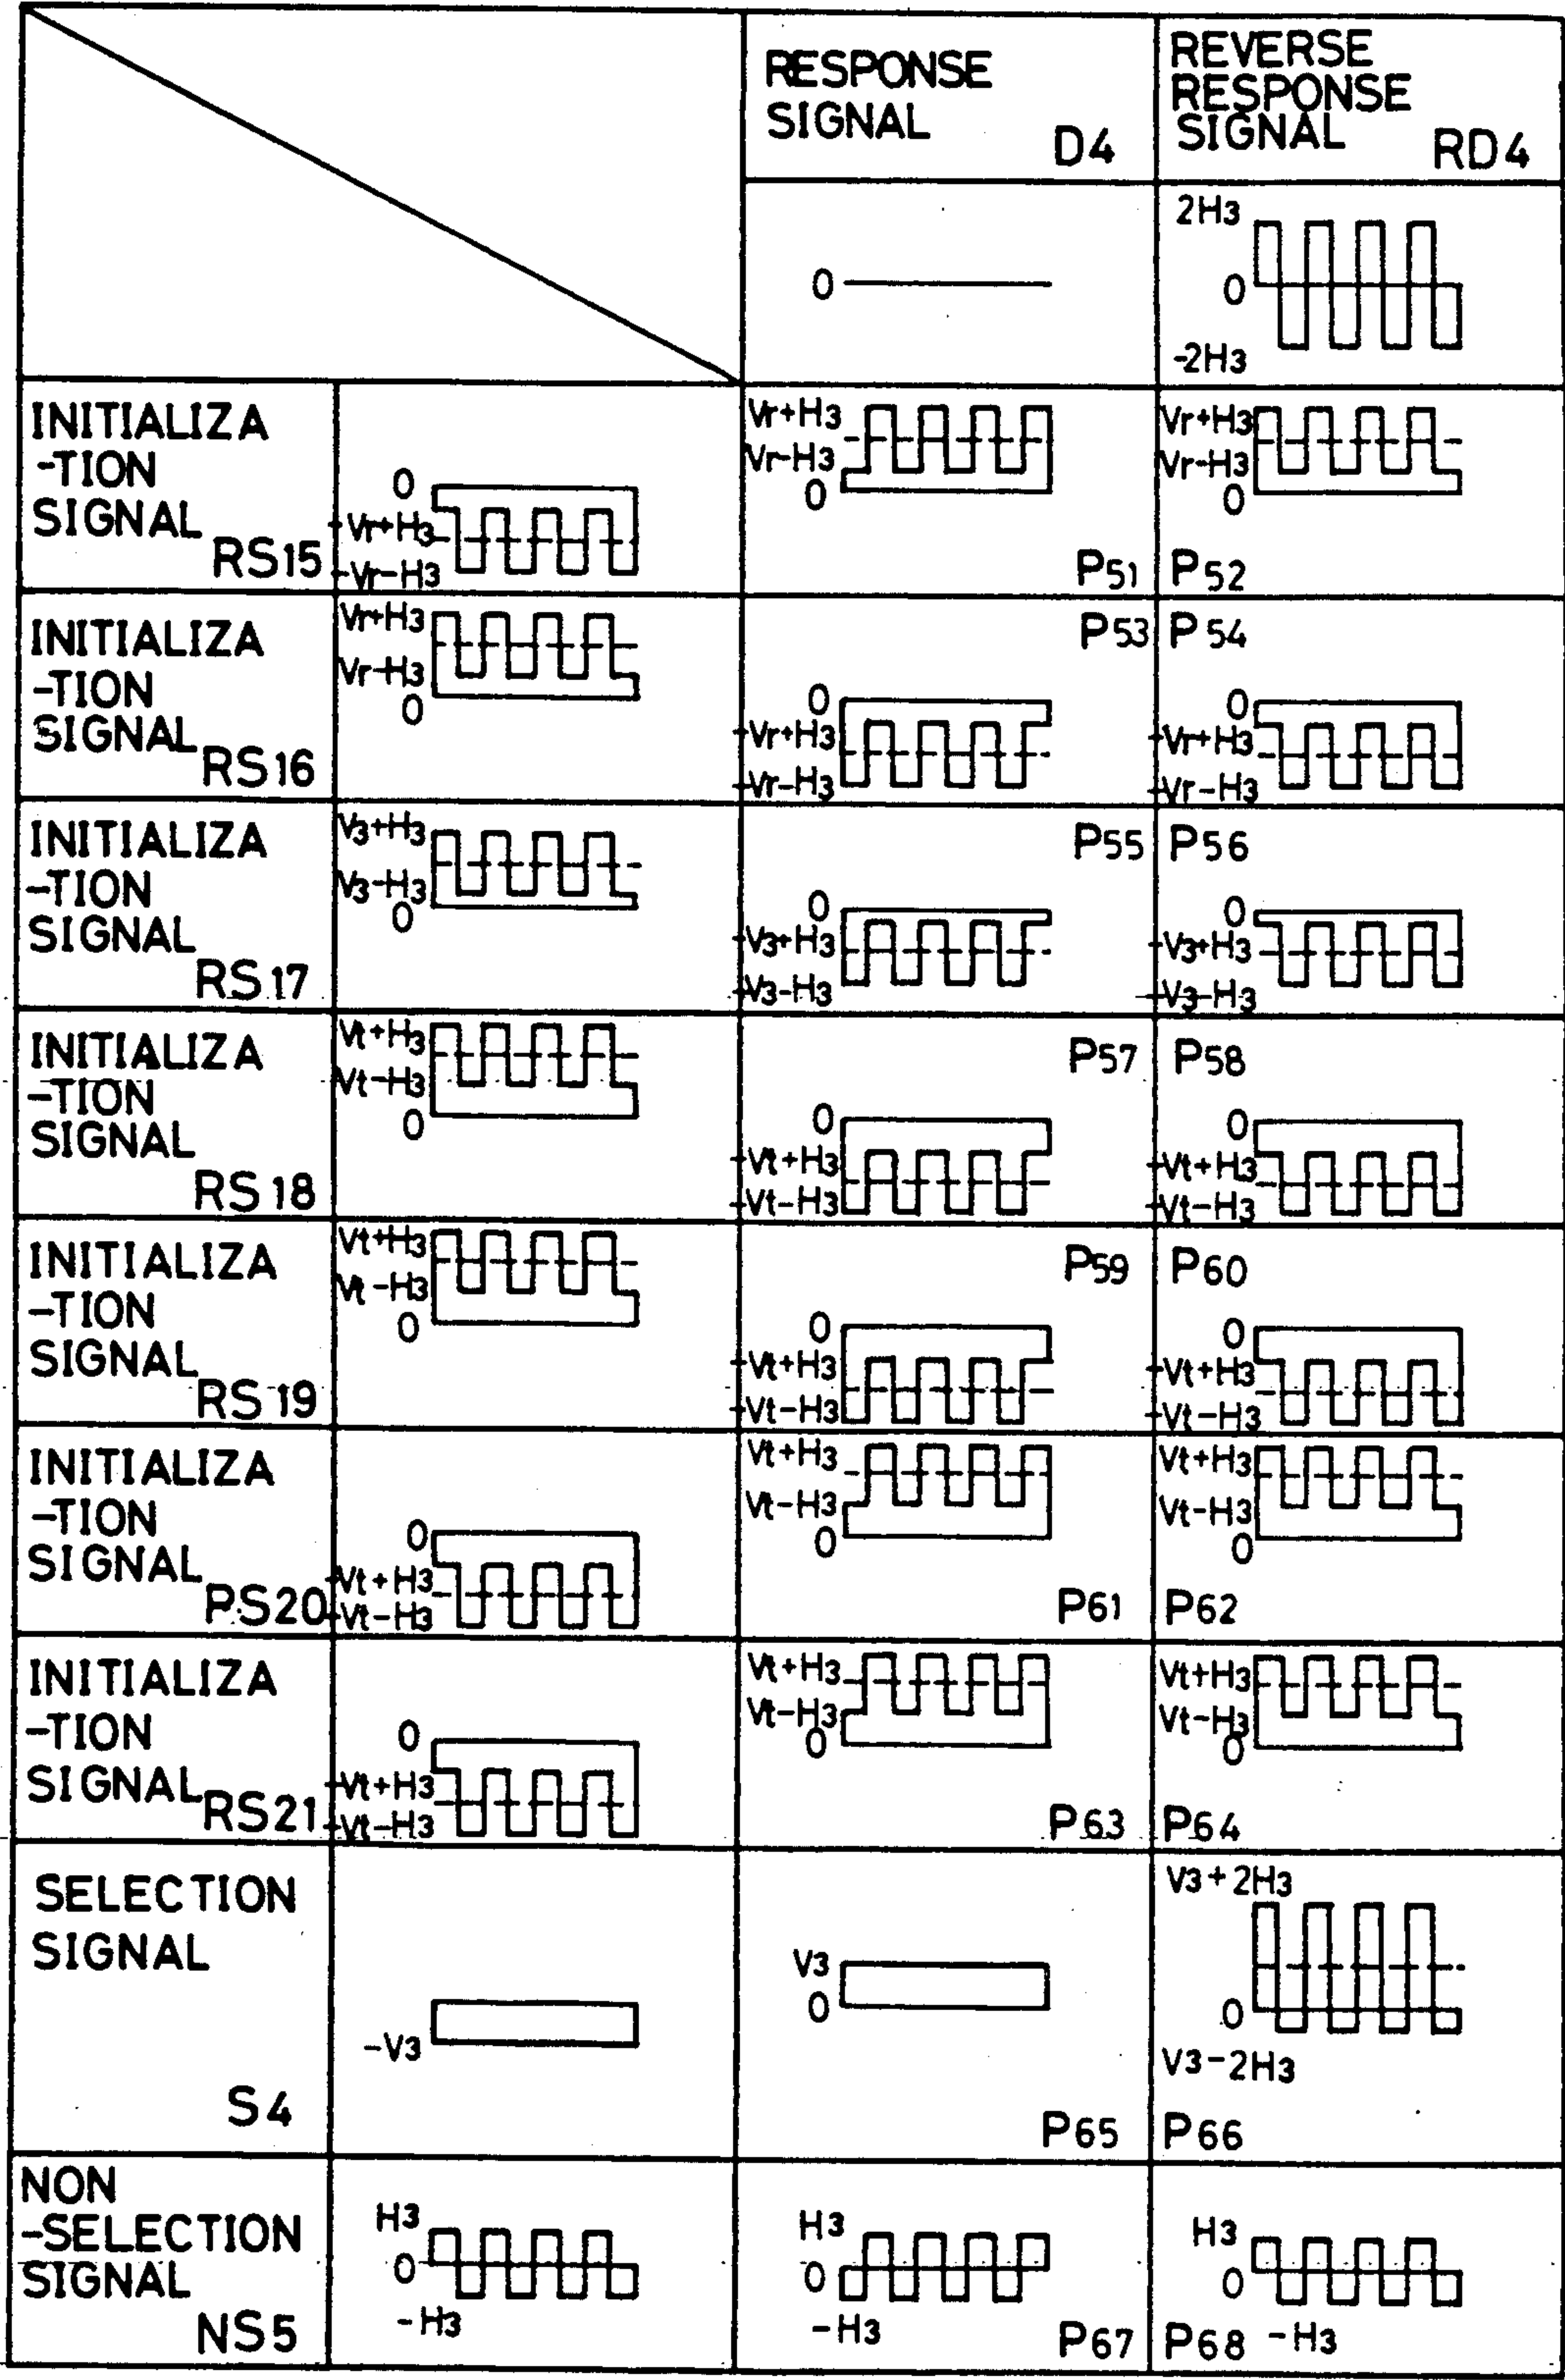 RESPONSE
SIGNAL
D4
REVERSE
RESPONSE
SIGNAL
RD4
0
2H3
0
-2H3
INITIALIZA
-TION
SIGNAL
RS15
0
-Vr+H3
-Vr-H3
Vr+H3
Vr-H3
0
P51
Vr+H3
Vr-H3
0
P52
INITIALIZA
-TION
SIGNAL
RS16
Vr+H3
Vr-H3
0
P53
0
-Vr+H3
-Vr-H3
P54
0
-Vr+H3
-Vr-H3
INITIALIZA
-TION
SIGNAL
RS17
V3+H3
V3-H3
0
P55
0
-V3+H3
-V3-H3
P56
0
-V3+H3
-V3-H3
INITIALIZA
-TION
SIGNAL
RS18
Vt+H3
Vt-H3
0
P57
0
-Vt+H3
-Vt-H3
P58
0
-Vt+H3
-Vt-H3
INITIALIZA
-TION
SIGNAL
RS19
Vt+H3
Vt-H3
0
P59
0
-Vt+H3
-Vt-H3
P60
0
-Vt+H3
-Vt-H3
INITIALIZA
-TION
SIGNAL
PS20
0
-Vt+H3
-Vt-H3
Vt+H3
Vt-H3
0
P61
Vt+H3
Vt-H3
0
P62
INITIALIZA
-TION
SIGNAL
RS21
0
-Vt+H3
-Vt-H3
Vt+H3
Vt-H3
0
P63
Vt+H3
Vt-H3
0
P64
SELECTION
SIGNAL
S4
-V3
V3
0
P65
V3+2H3
0
V3-2H3
P66
NON
-SELECTION
SIGNAL
NS5
H3
0
-H3
H3
0
-H3
P67
H3
0
-H3
P68